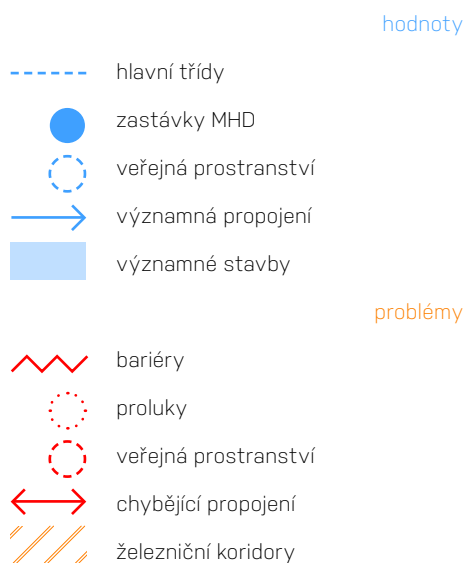 hodnoty
hlavní třídy
zastávky MHD
veřejná prostranství
významná propojení
významné stavby
problémy
bariéry
proluky
veřejná prostranství
chybějící propojení
železniční koridory